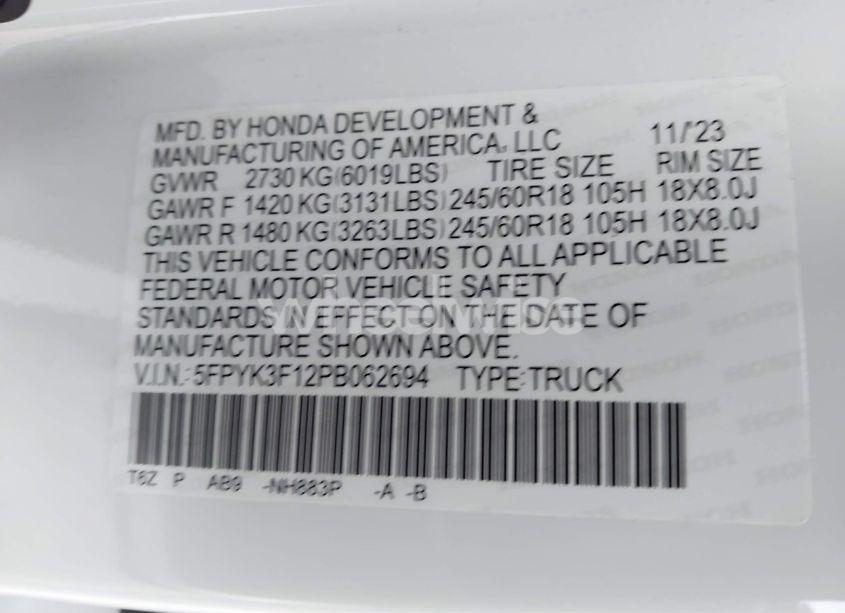 MFD. BY HONDA DEVELOPMENT &
MANUFACTURING OF AMERICA, LLC 11/'23
GVWR 2730 KG(6019LBS) TIRE SIZE RIM SIZE
GAWR F 1420 KG(3131LBS) 245/60R18 105H 18X8.0J
GAWR R 1480 KG(3263LBS) 245/60R18 105H 18X8.0J
THIS VEHICLE CONFORMS TO ALL APPLICABLE
FEDERAL MOTOR VEHICLE SAFETY
STANDARDS IN EFFECT ON THE DATE OF
MANUFACTURE SHOWN ABOVE.
V.I.N.: 5FPYK3F12PB062694 TYPE: TRUCK
T6Z P AB9 -NH883P -A -B